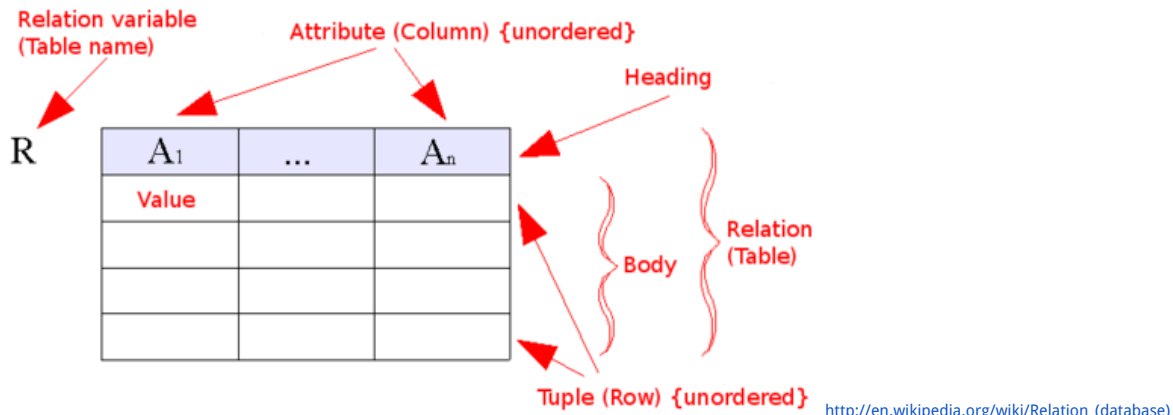 Relation variable
(Table name)
Attribute (Column) {unordered}
Heading
R
A1
...
An
Value
Body
Relation
(Table)
Tuple (Row) {unordered}
http://en.wikipedia.org/wiki/Relation_(database)